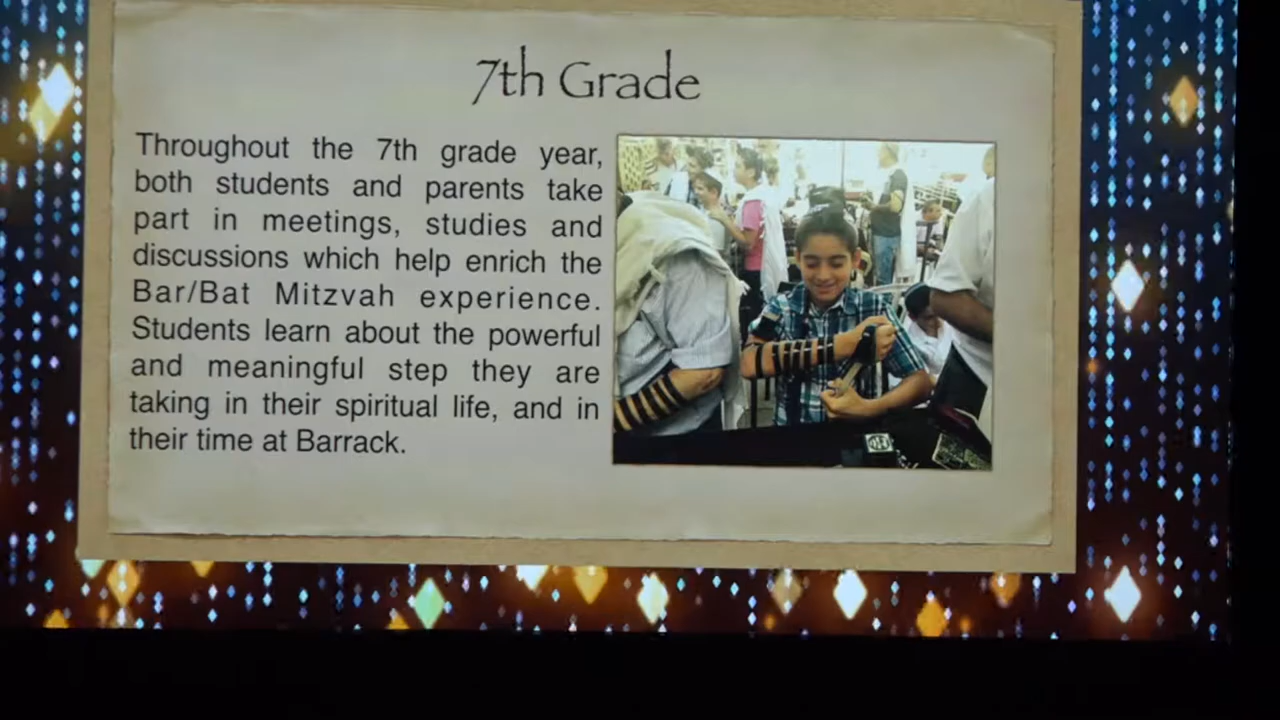 7th Grade
Throughout the 7th grade year,
both students and parents take
part in meetings, studies and
discussions which help enrich the
Bar/Bat Mitzvah experience.
Students learn about the powerful
and meaningful step they are
taking in their spiritual life, and in
their time at Barrack.